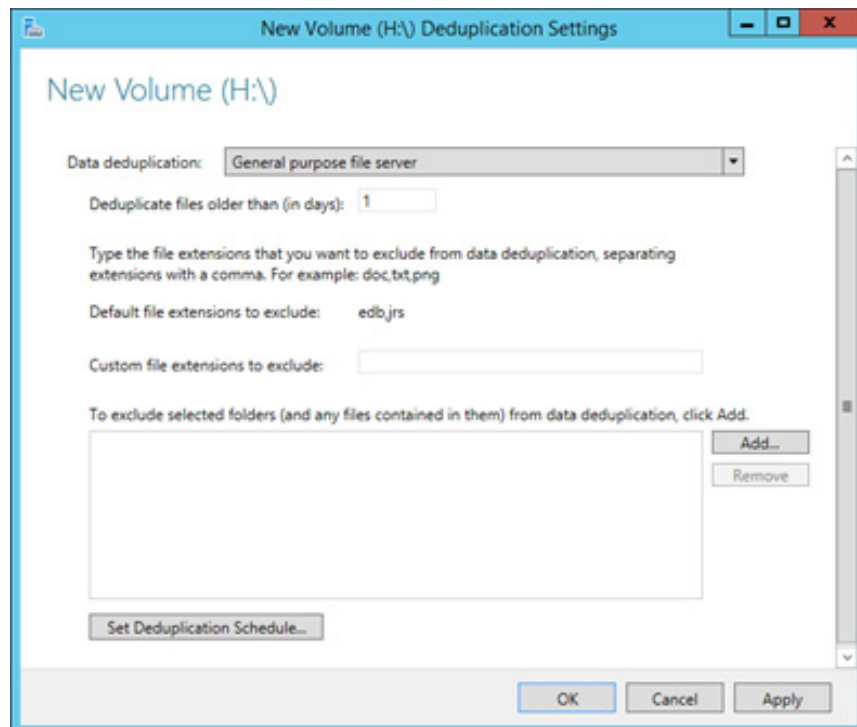 New Volume (H:\) Deduplication Settings
New Volume (H:\)
Data deduplication: General purpose file server
Deduplicate files older than (in days): 1
Type the file extensions that you want to exclude from data deduplication, separating
extensions with a comma. For example: doc,txt,png
Default file extensions to exclude: edb,jrs
Custom file extensions to exclude:
To exclude selected folders (and any files contained in them) from data deduplication, click Add.
Add...
Remove
Set Deduplication Schedule...
OK Cancel Apply